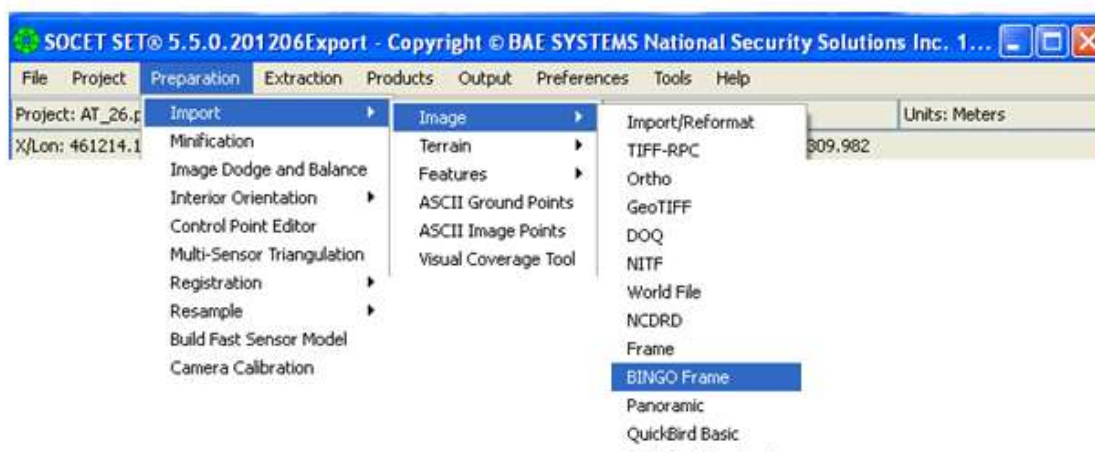 SOCET SET® 5.5.0.201206Export - Copyright © BAE SYSTEMS National Security Solutions Inc. 1...
File Project Preparation Extraction Products Output Preferences Tools Help
Project: AT_26.p
Units: Meters
X/Lon: 461214.1
309.982
Import
Minification
Image Dodge and Balance
Interior Orientation
Control Point Editor
Multi-Sensor Triangulation
Registration
Resample
Build Fast Sensor Model
Camera Calibration
Image
Terrain
Features
ASCII Ground Points
ASCII Image Points
Visual Coverage Tool
Import/Reformat
TIFF-RPC
Ortho
GeoTIFF
DOQ
NITF
World File
NCDRD
Frame
BINGO Frame
Panoramic
QuickBird Basic